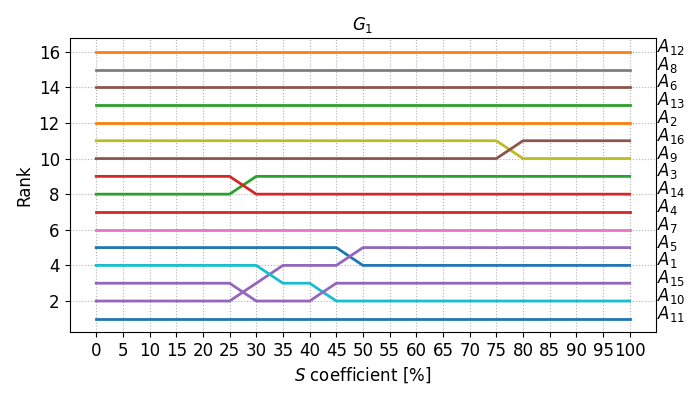 G₁
16
14
12
10
8
6
4
2
Rank
0 5 10 15 20 25 30 35 40 45 50 55 60 65 70 75 80 85 90 95 100
S coefficient [%]
A₁₂
A₈
A₆
A₁₃
A₂
A₁₆
A₉
A₃
A₁₄
A₄
A₇
A₅
A₁
A₁₅
A₁₀
A₁₁